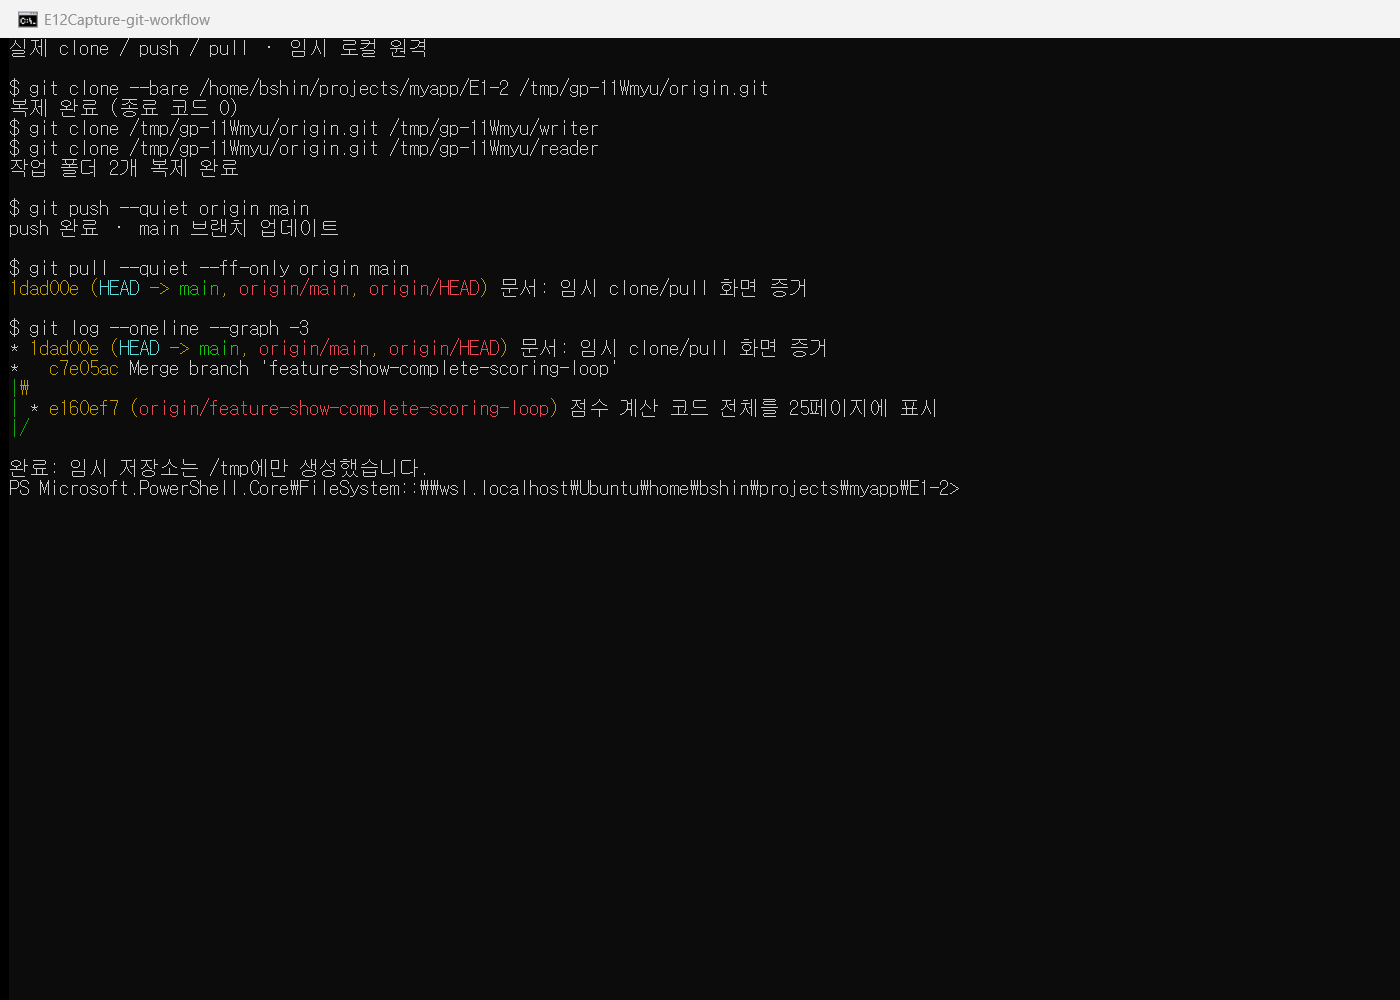 E12Capture-git-workflow
실제 clone / push / pull · 임시 로컬 원격
$ git clone --bare /home/bshin/projects/myapp/E1-2 /tmp/gp-11Wmyu/origin.git
복제 완료 (종료 코드 0)
$ git clone /tmp/gp-11Wmyu/origin.git /tmp/gp-11Wmyu/writer
$ git clone /tmp/gp-11Wmyu/origin.git /tmp/gp-11Wmyu/reader
작업 폴더 2개 복제 완료
$ git push --quiet origin main
push 완료 · main 브랜치 업데이트
$ git pull --quiet --ff-only origin main
1dad00e (HEAD -> main, origin/main, origin/HEAD) 문서: 임시 clone/pull 화면 증거
$ git log --oneline --graph -3
* 1dad00e (HEAD -> main, origin/main, origin/HEAD) 문서: 임시 clone/pull 화면 증거
*   c7e05ac Merge branch 'feature-show-complete-scoring-loop'
|₩
| * e160ef7 (origin/feature-show-complete-scoring-loop) 점수 계산 코드 전체를 25페이지에 표시
|/
완료: 임시 저장소는 /tmp에만 생성했습니다.
PS Microsoft.PowerShell.Core₩FileSystem::₩₩wsl.localhost₩Ubuntu₩home₩bshin₩projects₩myapp₩E1-2>